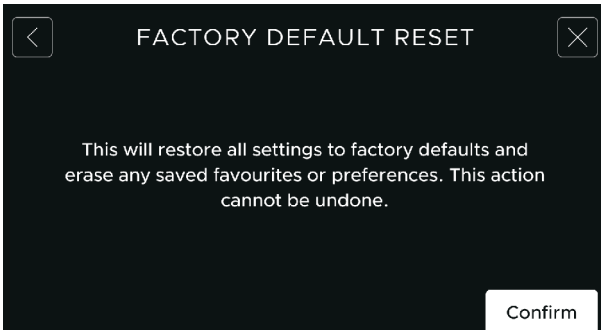 FACTORY DEFAULT RESET
This will restore all settings to factory defaults and
erase any saved favourites or preferences. This action
cannot be undone.
Confirm